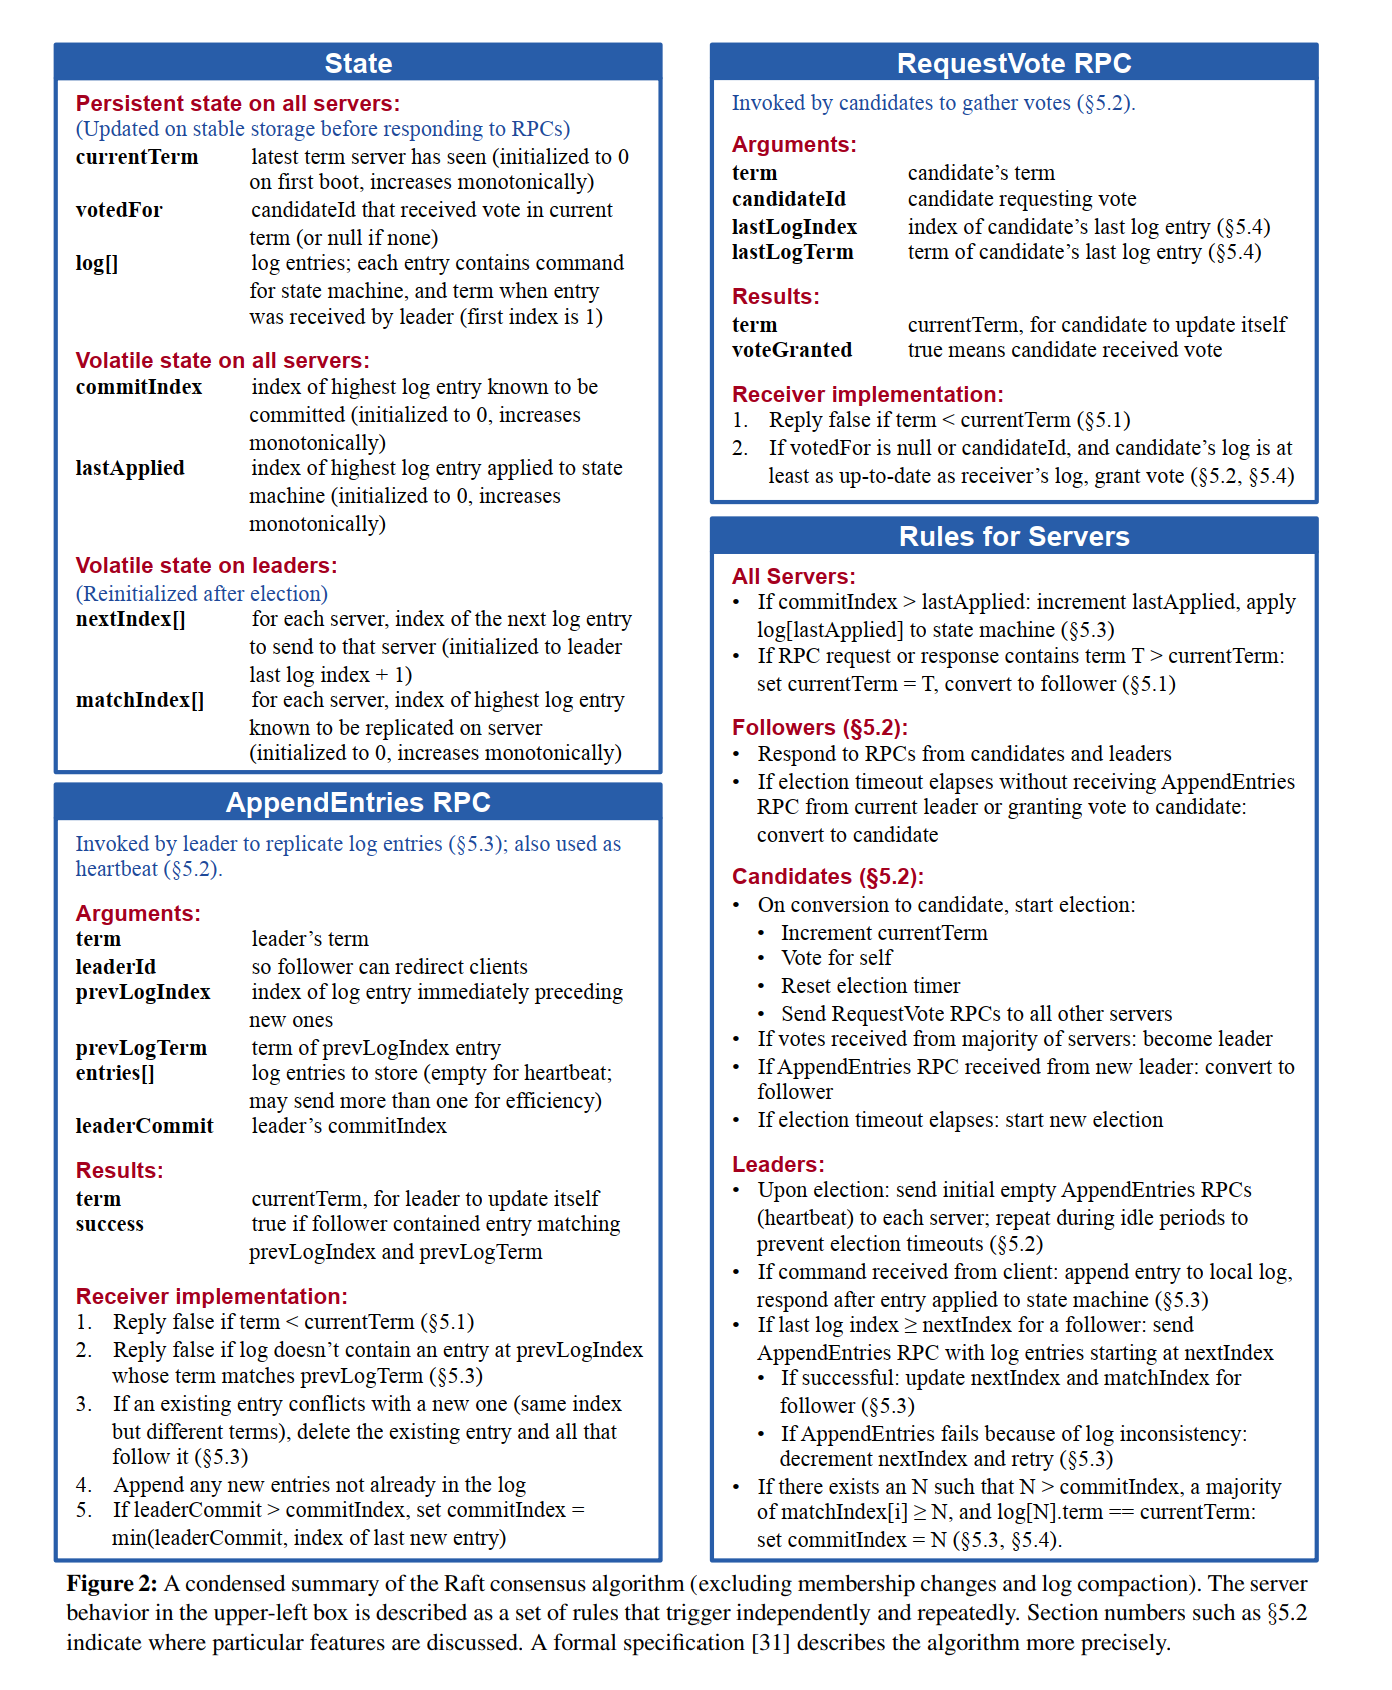 State
Persistent state on all servers:
(Updated on stable storage before responding to RPCs)
currentTerm latest term server has seen (initialized to 0
on first boot, increases monotonically)
votedFor candidateId that received vote in current
term (or null if none)
log[] log entries; each entry contains command
for state machine, and term when entry
was received by leader (first index is 1)
Volatile state on all servers:
commitIndex index of highest log entry known to be
committed (initialized to 0, increases
monotonically)
lastApplied index of highest log entry applied to state
machine (initialized to 0, increases
monotonically)
Volatile state on leaders:
(Reinitialized after election)
nextIndex[] for each server, index of the next log entry
to send to that server (initialized to leader
last log index + 1)
matchIndex[] for each server, index of highest log entry
known to be replicated on server
(initialized to 0, increases monotonically)
AppendEntries RPC
Invoked by leader to replicate log entries (§5.3); also used as
heartbeat (§5.2).
Arguments:
term leader’s term
leaderId so follower can redirect clients
prevLogIndex index of log entry immediately preceding
new ones
prevLogTerm term of prevLogIndex entry
entries[] log entries to store (empty for heartbeat;
may send more than one for efficiency)
leaderCommit leader’s commitIndex
Results:
term currentTerm, for leader to update itself
success true if follower contained entry matching
prevLogIndex and prevLogTerm
Receiver implementation:
1. Reply false if term < currentTerm (§5.1)
2. Reply false if log doesn’t contain an entry at prevLogIndex
whose term matches prevLogTerm (§5.3)
3. If an existing entry conflicts with a new one (same index
but different terms), delete the existing entry and all that
follow it (§5.3)
4. Append any new entries not already in the log
5. If leaderCommit > commitIndex, set commitIndex =
min(leaderCommit, index of last new entry)
RequestVote RPC
Invoked by candidates to gather votes (§5.2).
Arguments:
term candidate’s term
candidateId candidate requesting vote
lastLogIndex index of candidate’s last log entry (§5.4)
lastLogTerm term of candidate’s last log entry (§5.4)
Results:
term currentTerm, for candidate to update itself
voteGranted true means candidate received vote
Receiver implementation:
1. Reply false if term < currentTerm (§5.1)
2. If votedFor is null or candidateId, and candidate’s log is at
least as up-to-date as receiver’s log, grant vote (§5.2, §5.4)
Rules for Servers
All Servers:
• If commitIndex > lastApplied: increment lastApplied, apply
log[lastApplied] to state machine (§5.3)
• If RPC request or response contains term T > currentTerm:
set currentTerm = T, convert to follower (§5.1)
Followers (§5.2):
• Respond to RPCs from candidates and leaders
• If election timeout elapses without receiving AppendEntries
RPC from current leader or granting vote to candidate:
convert to candidate
Candidates (§5.2):
• On conversion to candidate, start election:
• Increment currentTerm
• Vote for self
• Reset election timer
• Send RequestVote RPCs to all other servers
• If votes received from majority of servers: become leader
• If AppendEntries RPC received from new leader: convert to
follower
• If election timeout elapses: start new election
Leaders:
• Upon election: send initial empty AppendEntries RPCs
(heartbeat) to each server; repeat during idle periods to
prevent election timeouts (§5.2)
• If command received from client: append entry to local log,
respond after entry applied to state machine (§5.3)
• If last log index ≥ nextIndex for a follower: send
AppendEntries RPC with log entries starting at nextIndex
• If successful: update nextIndex and matchIndex for
follower (§5.3)
• If AppendEntries fails because of log inconsistency:
decrement nextIndex and retry (§5.3)
• If there exists an N such that N > commitIndex, a majority
of matchIndex[i] ≥ N, and log[N].term == currentTerm:
set commitIndex = N (§5.3, §5.4).
Figure 2: A condensed summary of the Raft consensus algorithm (excluding membership changes and log compaction). The server
behavior in the upper-left box is described as a set of rules that trigger independently and repeatedly. Section numbers such as §5.2
indicate where particular features are discussed. A formal specification [31] describes the algorithm more precisely.